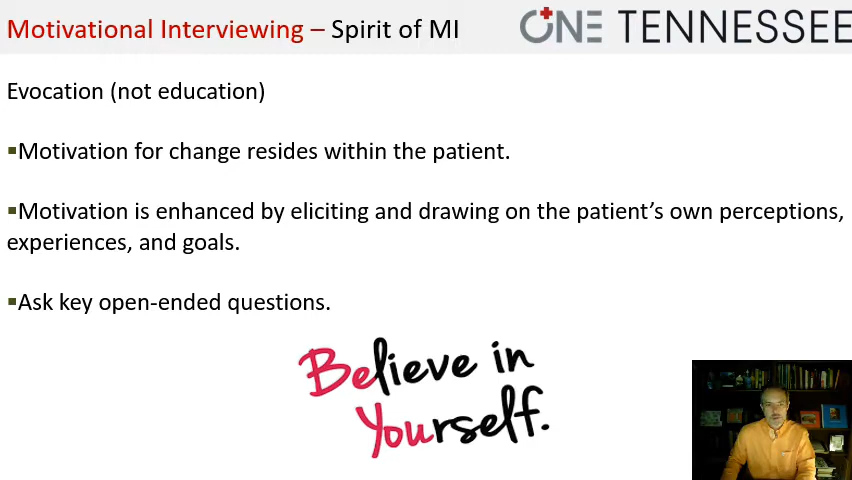 Motivational Interviewing – Spirit of MI
ONE TENNESSEE
Evocation (not education)
▪Motivation for change resides within the patient.
▪Motivation is enhanced by eliciting and drawing on the patient’s own perceptions,
experiences, and goals.
▪Ask key open-ended questions.
Believe in
Yourself.